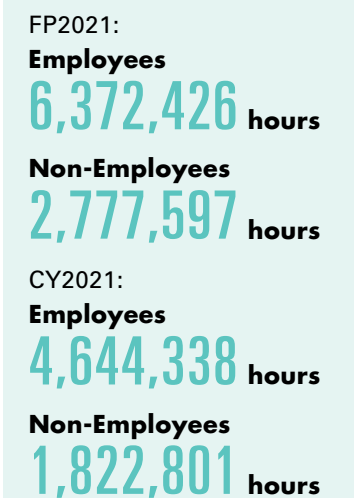 FP2021:
Employees
6,372,426 hours
Non-Employees
2,777,597 hours
CY2021:
Employees
4,644,338 hours
Non-Employees
1,822,801 hours